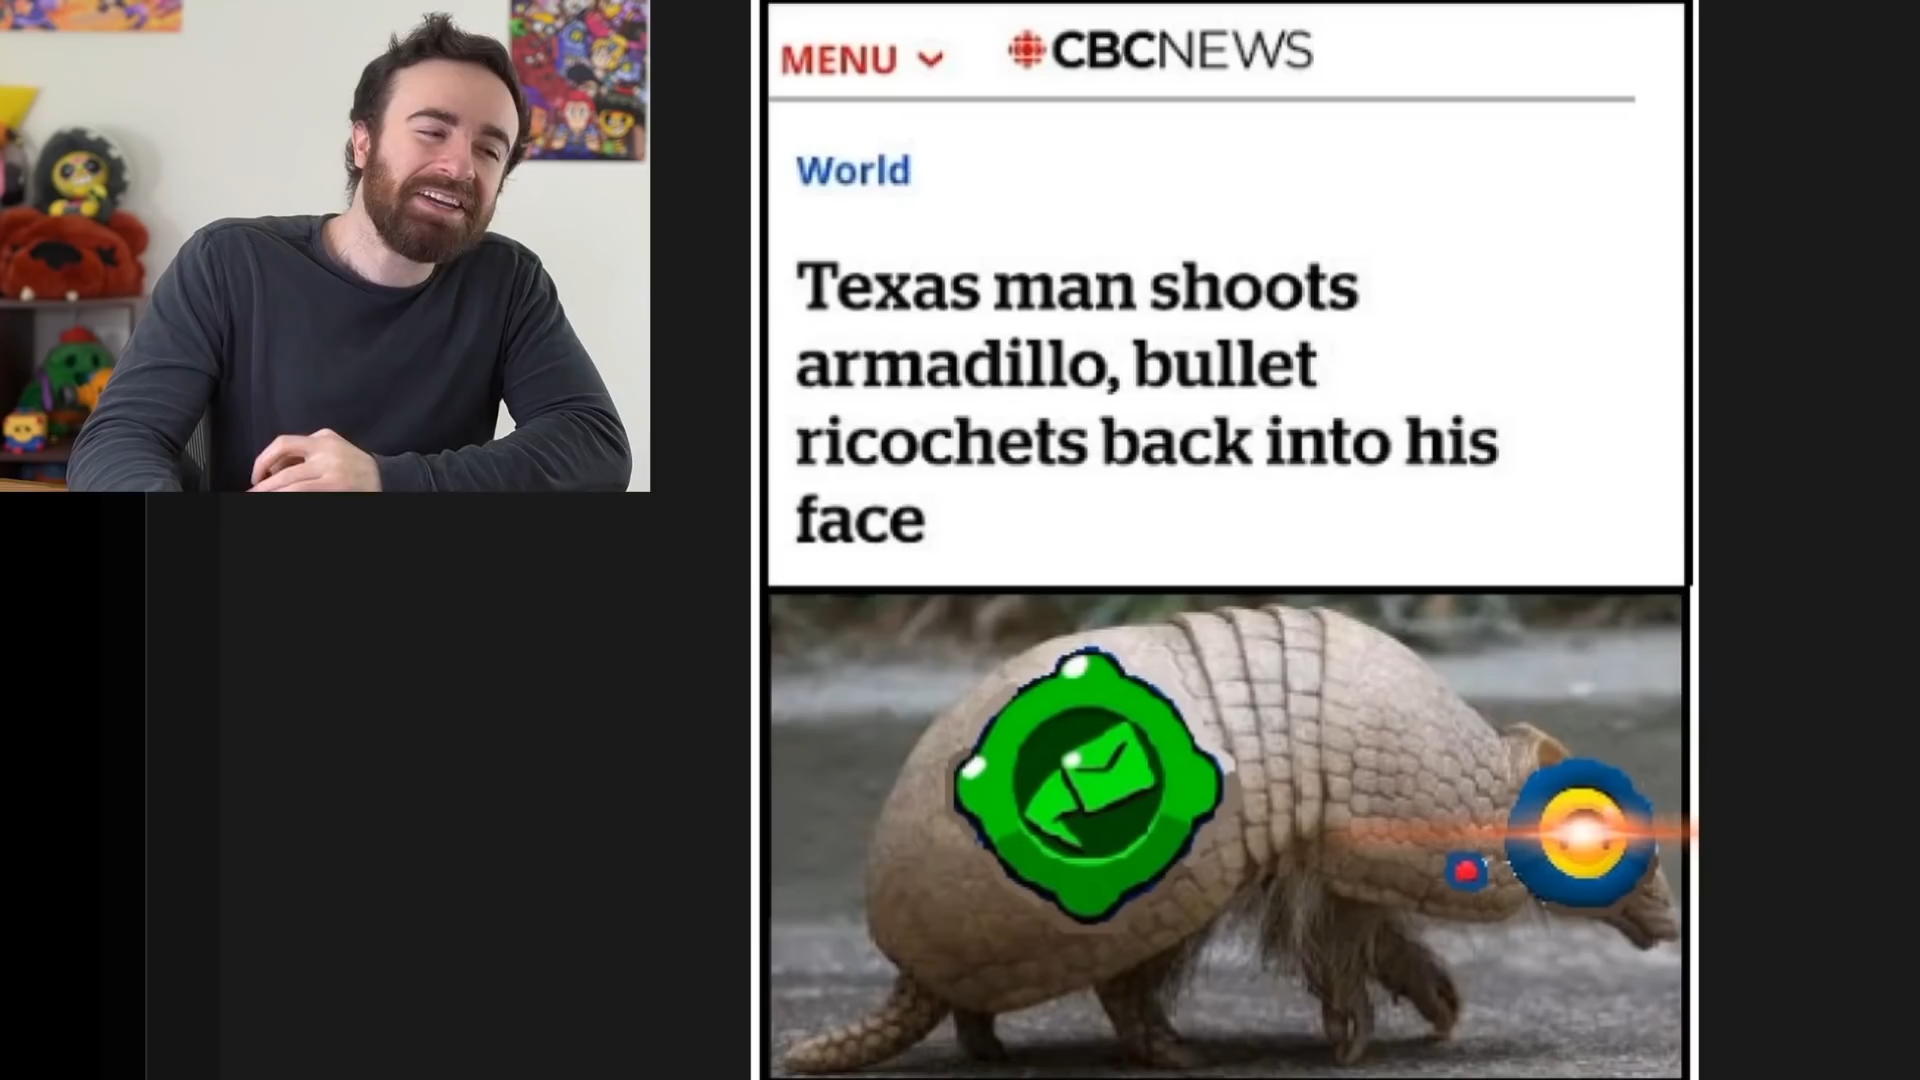 MENU
CBCNEWS
World
Texas man shoots
armadillo, bullet
ricochets back into his
face